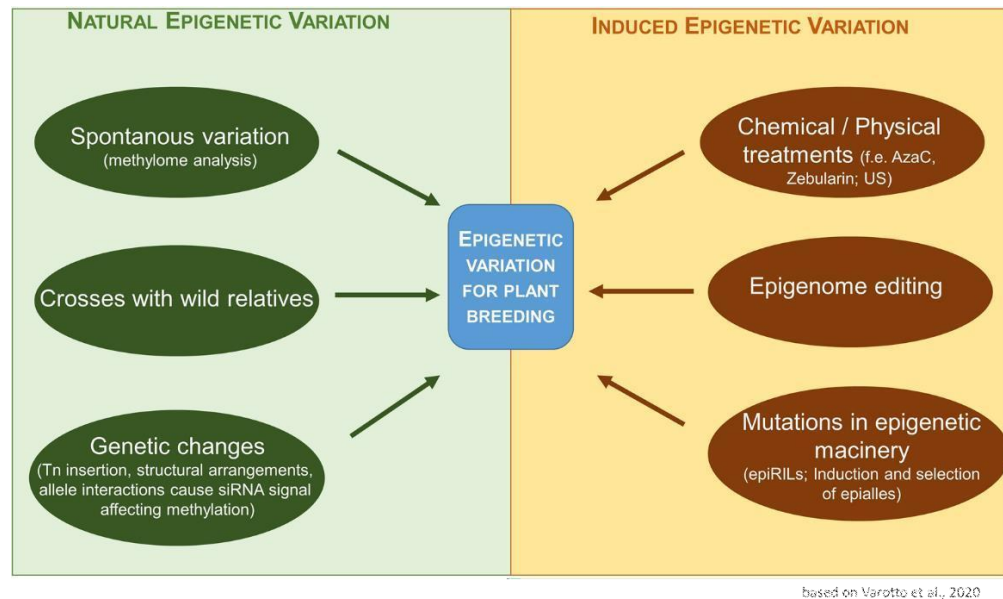 NATURAL EPIGENETIC VARIATION
Spontanous variation
(methylome analysis)
Crosses with wild relatives
Genetic changes
(Tn insertion, structural arrangements,
allele interactions cause siRNA signal
affecting methylation)
EPIGENETIC
VARIATION
FOR PLANT
BREEDING
INDUCED EPIGENETIC VARIATION
Chemical / Physical
treatments (f.e. AzaC,
Zebularin; US)
Epigenome editing
Mutations in epigenetic
macinery
(epiRILs; Induction and selection
of epialles)
based on Varotto et al., 2020